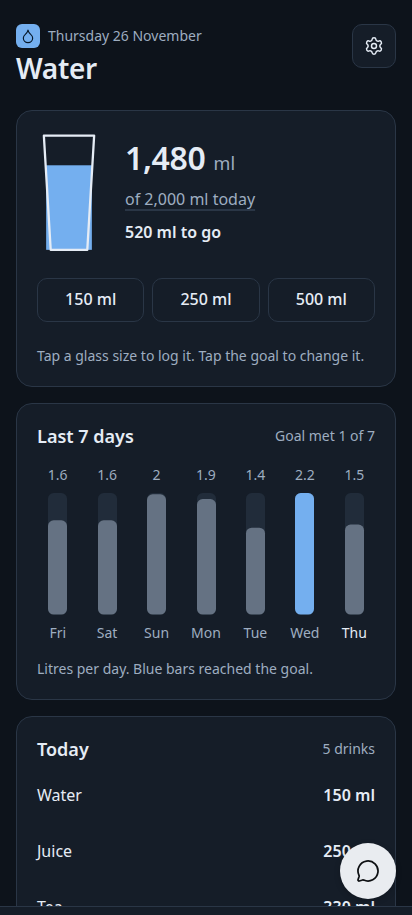 Thursday 26 November
Water
1,480 ml
of 2,000 ml today
520 ml to go
150 ml 250 ml 500 ml
Tap a glass size to log it. Tap the goal to change it.
Last 7 days Goal met 1 of 7
1.6 1.6 2 1.9 1.4 2.2 1.5
Fri Sat Sun Mon Tue Wed Thu
Litres per day. Blue bars reached the goal.
Today 5 drinks
Water 150 ml
Juice 250